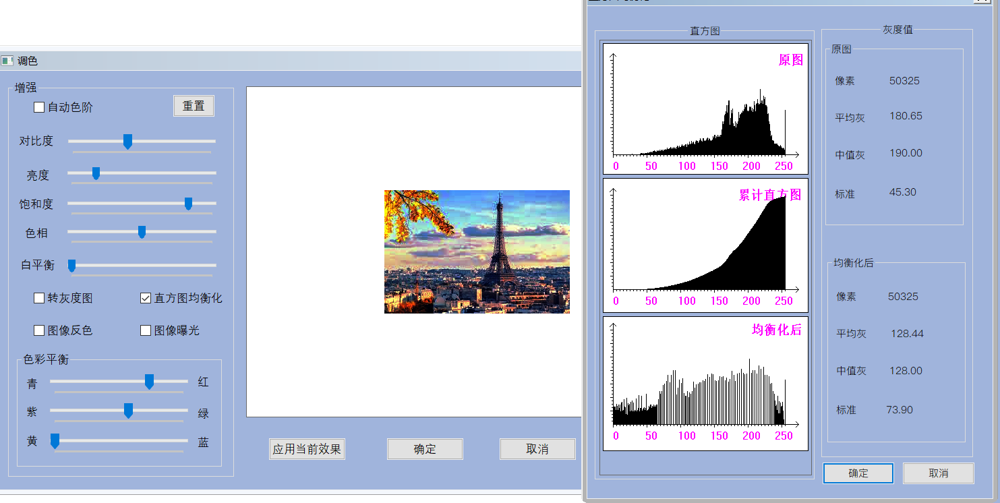 调色
增强
自动色阶
重置
对比度
亮度
饱和度
色相
白平衡
转灰度图
直方图均衡化
图像反色
图像曝光
色彩平衡
青
红
紫
绿
黄
蓝
应用当前效果
确定
取消
直方图
原图
0 50 100 150 200 250
累计直方图
0 50 100 150 200 250
均衡化后
0 50 100 150 200 250
灰度值
原图
像素 50325
平均灰 180.65
中值灰 190.00
标准 45.30
均衡化后
像素 50325
平均灰 128.44
中值灰 128.00
标准 73.90
确定
取消